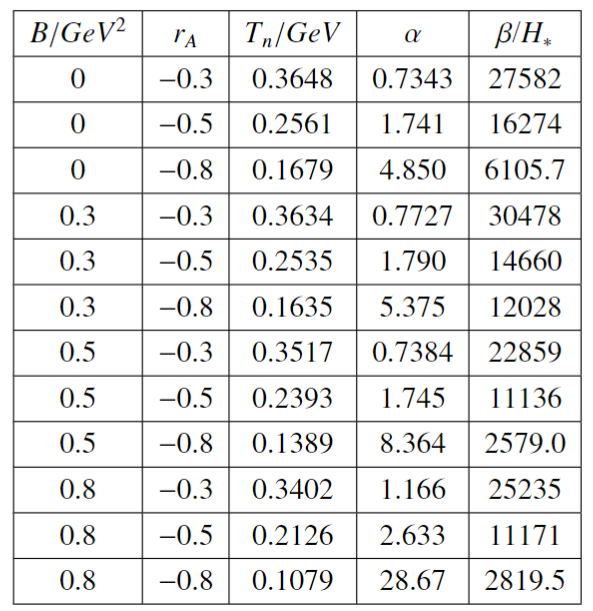 B/GeV² r_A T_n/GeV α β/H_*
0 −0.3 0.3648 0.7343 27582
0 −0.5 0.2561 1.741 16274
0 −0.8 0.1679 4.850 6105.7
0.3 −0.3 0.3634 0.7727 30478
0.3 −0.5 0.2535 1.790 14660
0.3 −0.8 0.1635 5.375 12028
0.5 −0.3 0.3517 0.7384 22859
0.5 −0.5 0.2393 1.745 11136
0.5 −0.8 0.1389 8.364 2579.0
0.8 −0.3 0.3402 1.166 25235
0.8 −0.5 0.2126 2.633 11171
0.8 −0.8 0.1079 28.67 2819.5